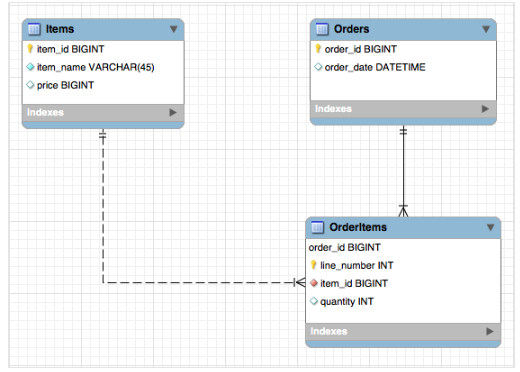 Items
item_id BIGINT
item_name VARCHAR(45)
price BIGINT
Indexes
Orders
order_id BIGINT
order_date DATETIME
Indexes
OrderItems
order_id BIGINT
line_number INT
item_id BIGINT
quantity INT
Indexes